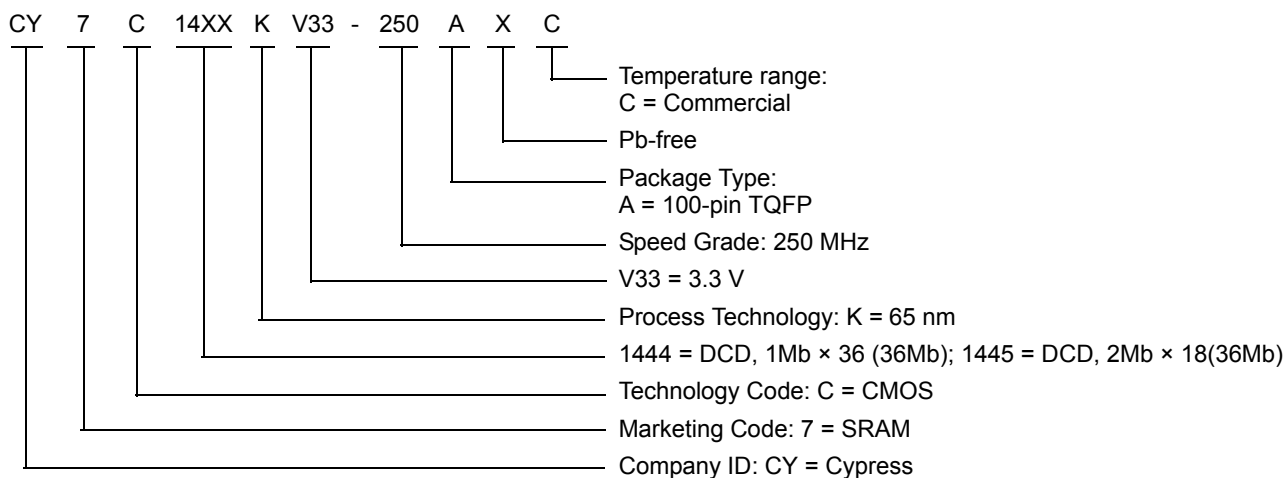 CY 7 C 14XX K V33 - 250 A X C
Temperature range:
C = Commercial
Pb-free
Package Type:
A = 100-pin TQFP
Speed Grade: 250 MHz
V33 = 3.3 V
Process Technology: K = 65 nm
1444 = DCD, 1Mb × 36 (36Mb); 1445 = DCD, 2Mb × 18(36Mb)
Technology Code: C = CMOS
Marketing Code: 7 = SRAM
Company ID: CY = Cypress